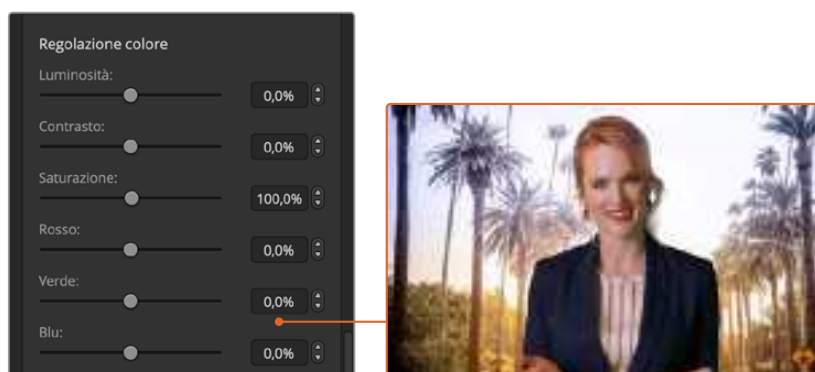 Regolazione colore
Luminosità:
0,0%
Contrasto:
0,0%
Saturazione:
100,0%
Rosso:
0,0%
Verde:
0,0%
Blu:
0,0%